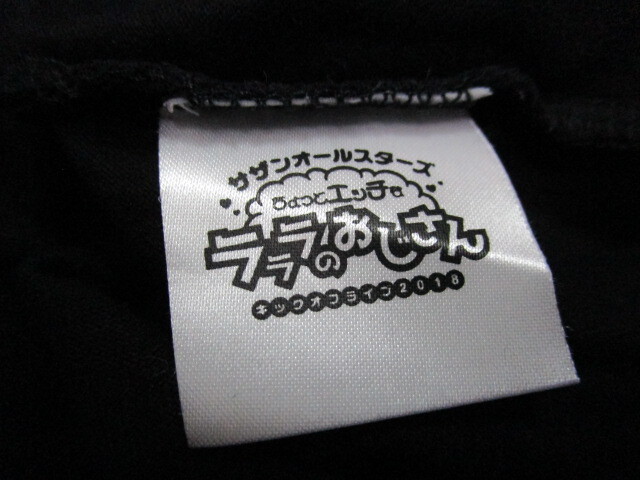 サザンオールスターズ
ちょっとエッチな
ラララのおじさん
キックオフライブ2018